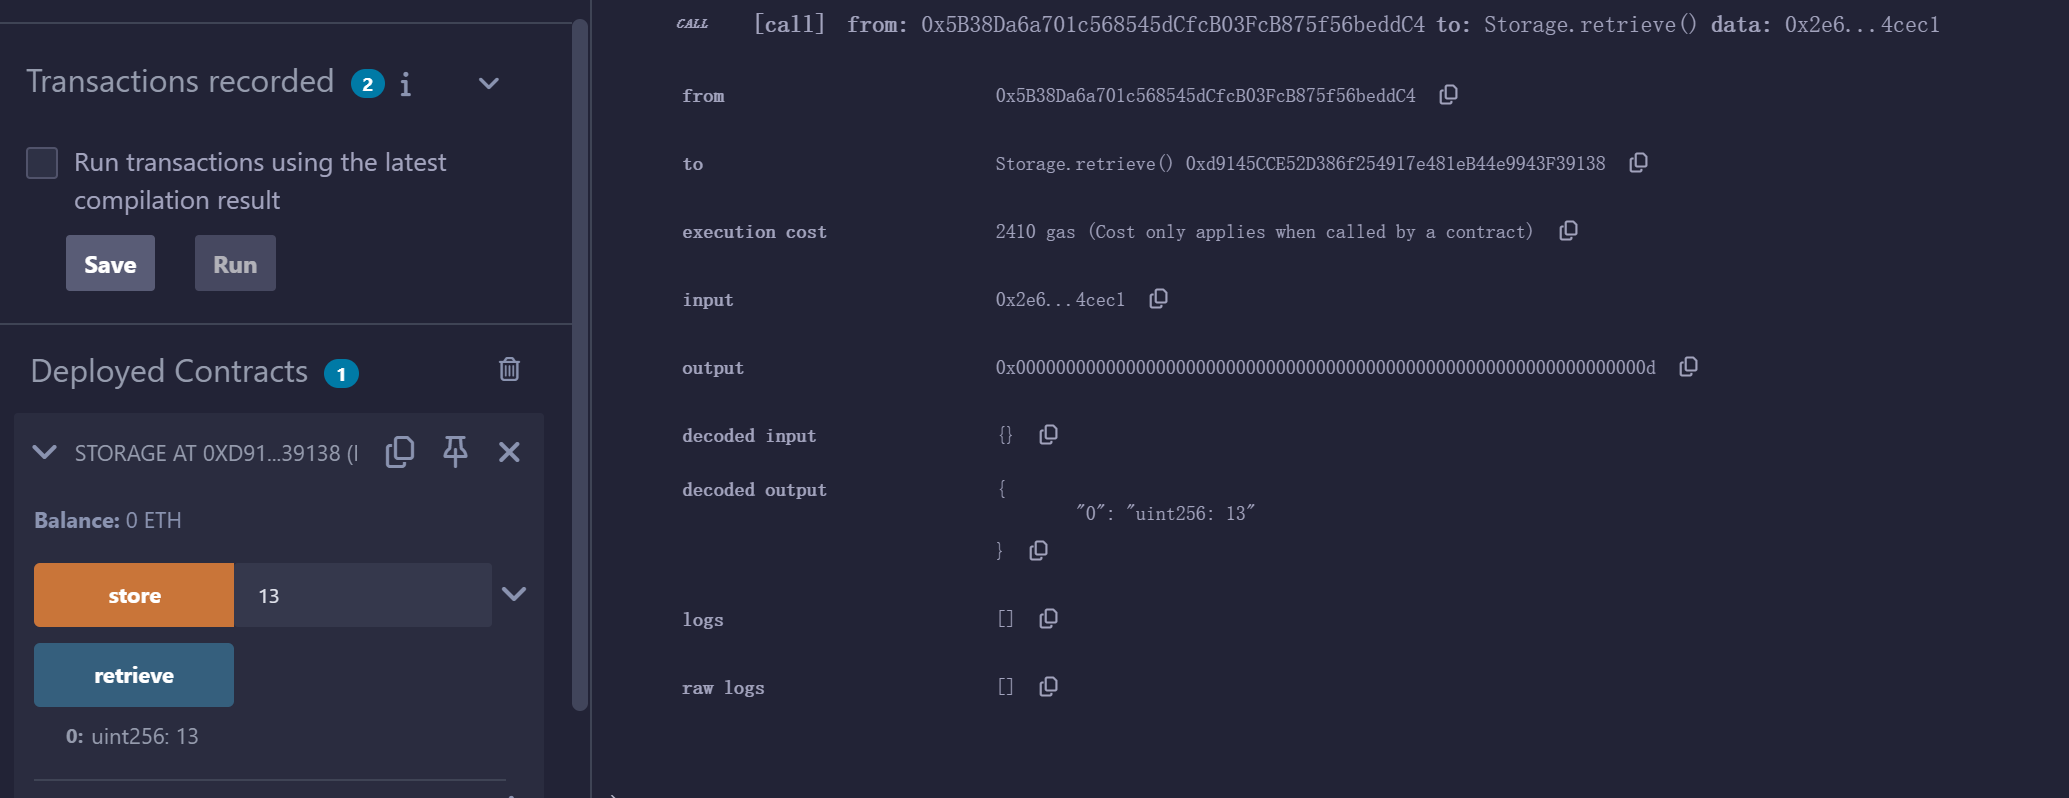 Transactions recorded 2 i
Run transactions using the latest
compilation result
Save Run
Deployed Contracts 1
STORAGE AT 0XD91...39138 (
Balance: 0 ETH
store 13
retrieve
0: uint256: 13
CALL [call] from: 0x5B38Da6a701c568545dCfcB03FcB875f56beddC4 to: Storage.retrieve() data: 0x2e6...4cec1
from 0x5B38Da6a701c568545dCfcB03FcB875f56beddC4
to Storage.retrieve() 0xd9145CCE52D386f254917e481eB44e9943F39138
execution cost 2410 gas (Cost only applies when called by a contract)
input 0x2e6...4cec1
output 0x000000000000000000000000000000000000000000000000000000000000000d
decoded input {}
decoded output {
"0": "uint256: 13"
}
logs []
raw logs []